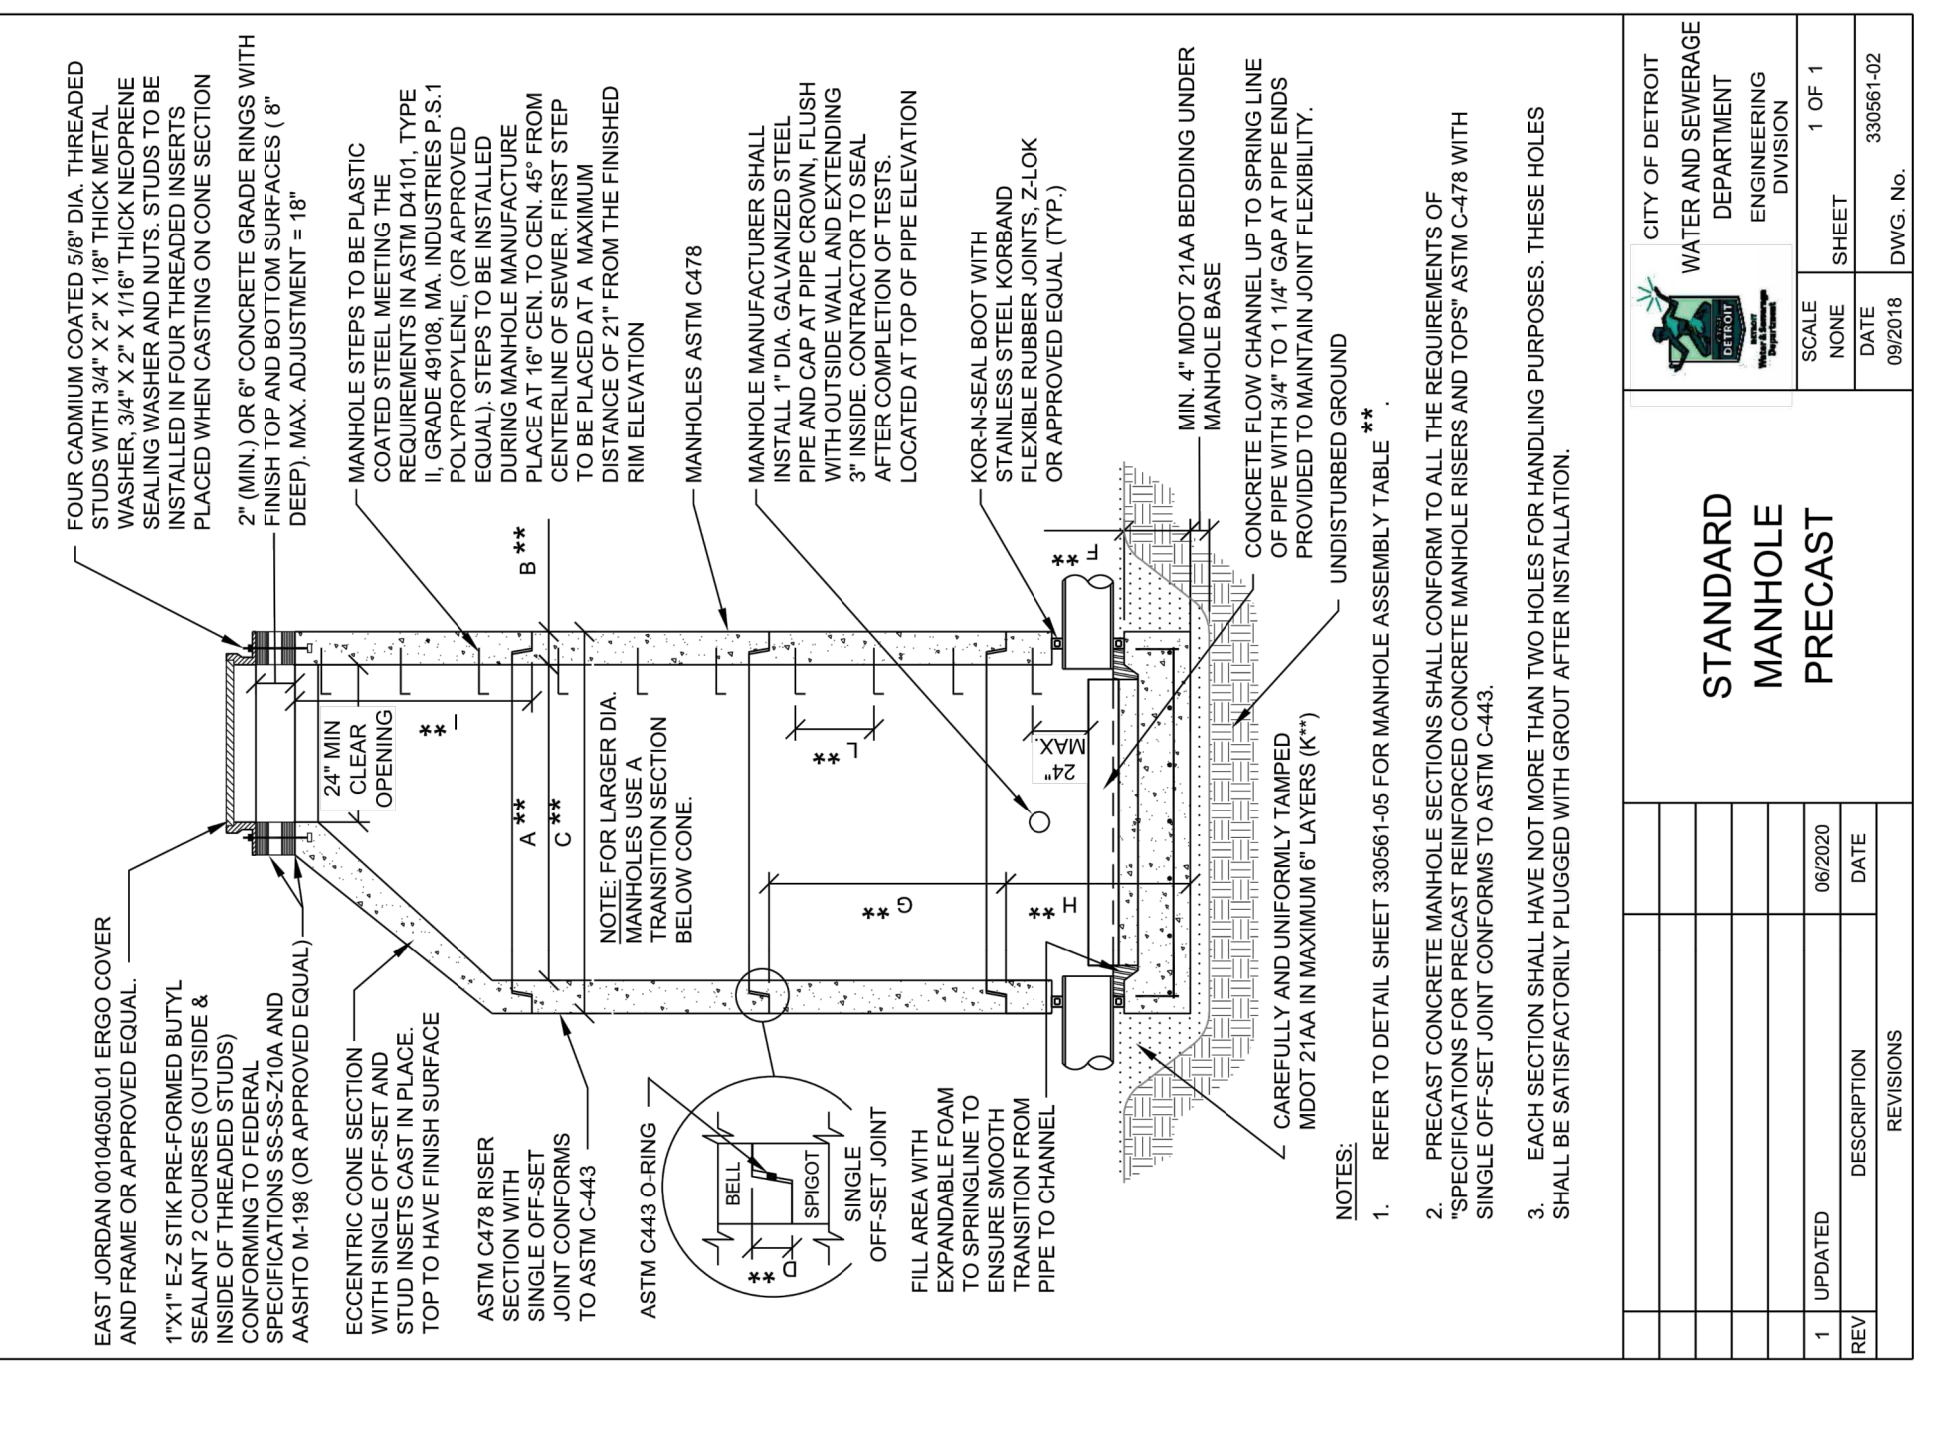 EAST JORDAN 00104050L01 ERGO COVER
AND FRAME OR APPROVED EQUAL.
1"X1" E-Z STIK PRE-FORMED BUTYL
SEALANT 2 COURSES (OUTSIDE &
INSIDE OF THREADED STUDS)
CONFORMING TO FEDERAL
SPECIFICATIONS SS-SS-Z10A AND
AASHTO M-198 (OR APPROVED EQUAL)
ECCENTRIC CONE SECTION
WITH SINGLE OFF-SET AND
STUD INSETS CAST IN PLACE.
TOP TO HAVE FINISH SURFACE
ASTM C478 RISER
SECTION WITH
SINGLE OFF-SET
JOINT CONFORMS
TO ASTM C-443
ASTM C443 O-RING
BELL
SPIGOT
D **
SINGLE
OFF-SET JOINT
FILL AREA WITH
EXPANDABLE FOAM
TO SPRINGLINE TO
ENSURE SMOOTH
TRANSITION FROM
PIPE TO CHANNEL
24" MIN
CLEAR
OPENING
I **
A **
C **
B **
NOTE: FOR LARGER DIA.
MANHOLES USE A
TRANSITION SECTION
BELOW CONE.
L **
G **
H **
24"
MAX.
F **
FOUR CADMIUM COATED 5/8" DIA. THREADED
STUDS WITH 3/4" X 2" X 1/8" THICK METAL
WASHER, 3/4" X 2" X 1/16" THICK NEOPRENE
SEALING WASHER AND NUTS. STUDS TO BE
INSTALLED IN FOUR THREADED INSERTS
PLACED WHEN CASTING ON CONE SECTION
2" (MIN.) OR 6" CONCRETE GRADE RINGS WITH
FINISH TOP AND BOTTOM SURFACES ( 8"
DEEP). MAX. ADJUSTMENT = 18"
MANHOLE STEPS TO BE PLASTIC
COATED STEEL MEETING THE
REQUIREMENTS IN ASTM D4101, TYPE
II, GRADE 49108, MA. INDUSTRIES P.S.1
POLYPROPYLENE, (OR APPROVED
EQUAL). STEPS TO BE INSTALLED
DURING MANHOLE MANUFACTURE
PLACE AT 16" CEN. TO CEN. 45° FROM
CENTERLINE OF SEWER. FIRST STEP
TO BE PLACED AT A MAXIMUM
DISTANCE OF 21" FROM THE FINISHED
RIM ELEVATION
MANHOLES ASTM C478
MANHOLE MANUFACTURER SHALL
INSTALL 1" DIA. GALVANIZED STEEL
PIPE AND CAP AT PIPE CROWN, FLUSH
WITH OUTSIDE WALL AND EXTENDING
3" INSIDE. CONTRACTOR TO SEAL
AFTER COMPLETION OF TESTS.
LOCATED AT TOP OF PIPE ELEVATION
KOR-N-SEAL BOOT WITH
STAINLESS STEEL KORBAND
FLEXIBLE RUBBER JOINTS, Z-LOK
OR APPROVED EQUAL (TYP.)
MIN. 4" MDOT 21AA BEDDING UNDER
MANHOLE BASE
CONCRETE FLOW CHANNEL UP TO SPRING LINE
OF PIPE WITH 3/4" TO 1 1/4" GAP AT PIPE ENDS
PROVIDED TO MAINTAIN JOINT FLEXIBILITY.
UNDISTURBED GROUND
CAREFULLY AND UNIFORMLY TAMPED
MDOT 21AA IN MAXIMUM 6" LAYERS (K**)
NOTES:
1. REFER TO DETAIL SHEET 330561-05 FOR MANHOLE ASSEMBLY TABLE ** .
2. PRECAST CONCRETE MANHOLE SECTIONS SHALL CONFORM TO ALL THE REQUIREMENTS OF
"SPECIFICATIONS FOR PRECAST REINFORCED CONCRETE MANHOLE RISERS AND TOPS" ASTM C-478 WITH
SINGLE OFF-SET JOINT CONFORMS TO ASTM C-443.
3. EACH SECTION SHALL HAVE NOT MORE THAN TWO HOLES FOR HANDLING PURPOSES. THESE HOLES
SHALL BE SATISFACTORILY PLUGGED WITH GROUT AFTER INSTALLATION.
1 UPDATED 06/2020
REV DESCRIPTION DATE
REVISIONS
STANDARD
MANHOLE
PRECAST
DETROIT
Water & Sewerage
Department
CITY OF DETROIT
WATER AND SEWERAGE
DEPARTMENT
ENGINEERING
DIVISION
SCALE
NONE
SHEET
1 OF 1
DATE
09/2018
DWG. No.
330561-02